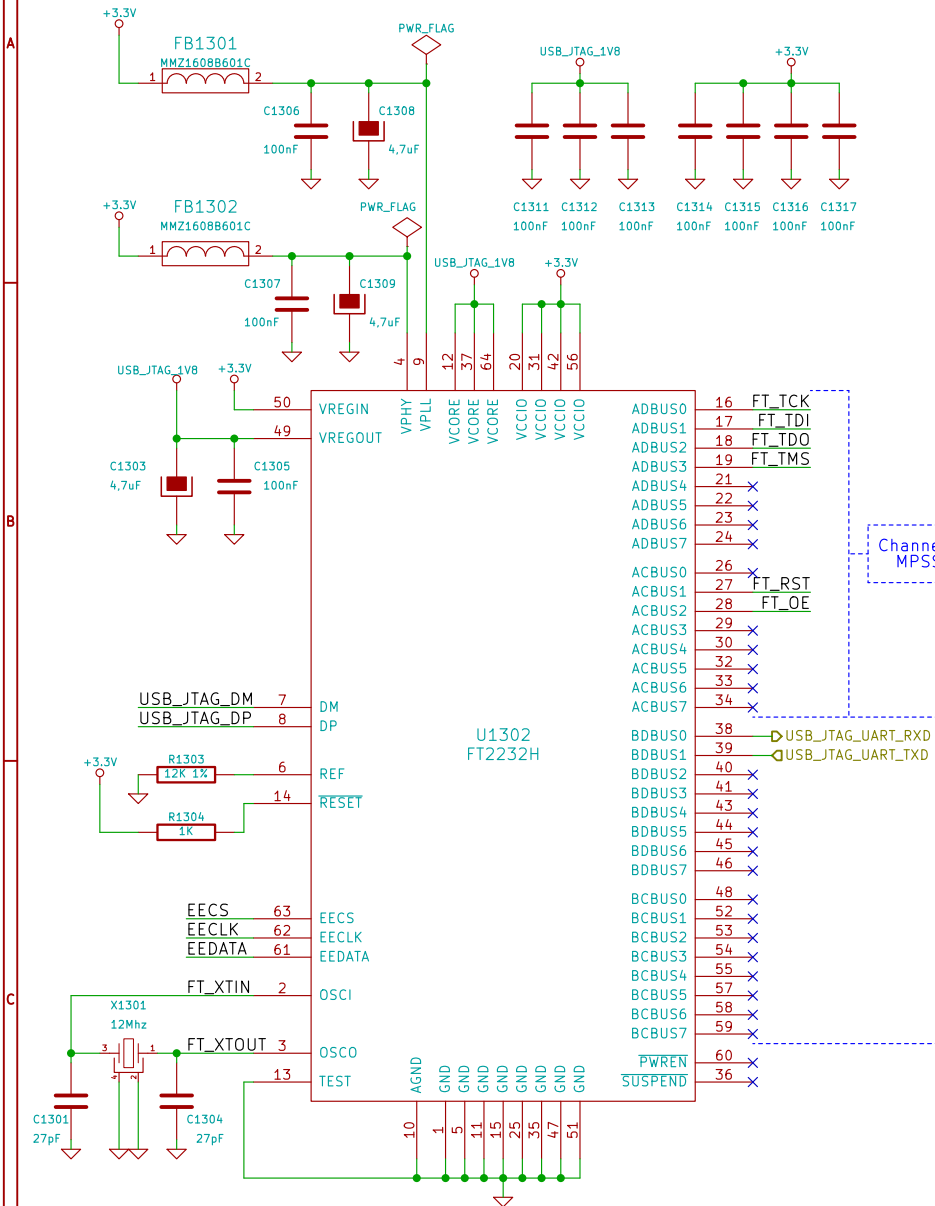 A
B
C
+3.3V
FB1301
MMZ1608B601C
1 2
PWR_FLAG
C1306
100nF
C1308
4,7uF
USB_JTAG_1V8
+3.3V
C1311
100nF
C1312
100nF
C1313
100nF
C1314
100nF
C1315
100nF
C1316
100nF
C1317
100nF
+3.3V
FB1302
MMZ1608B601C
1 2
PWR_FLAG
C1307
100nF
C1309
4,7uF
USB_JTAG_1V8
+3.3V
4 VPHY
9 VPLL
12 VCORE
37 VCORE
64 VCORE
20 VCCIO
31 VCCIO
42 VCCIO
56 VCCIO
USB_JTAG_1V8
+3.3V
50 VREGIN
49 VREGOUT
C1303
4,7uF
C1305
100nF
USB_JTAG_DM 7 DM
USB_JTAG_DP 8 DP
+3.3V
R1303
12K 1%
6 REF
14 RESET
R1304
1K
EECS 63 EECS
EECLK 62 EECLK
EEDATA 61 EEDATA
FT_XTIN 2 OSCI
X1301
12Mhz
3 1
4 2
FT_XTOUT 3 OSCO
13 TEST
C1301
27pF
C1304
27pF
U1302
FT2232H
ADBUS0 16 FT_TCK
ADBUS1 17 FT_TDI
ADBUS2 18 FT_TDO
ADBUS3 19 FT_TMS
ADBUS4 21
ADBUS5 22
ADBUS6 23
ADBUS7 24
ACBUS0 26
ACBUS1 27 FT_RST
ACBUS2 28 FT_OE
ACBUS3 29
ACBUS4 30
ACBUS5 32
ACBUS6 33
ACBUS7 34
BDBUS0 38 USB_JTAG_UART_RXD
BDBUS1 39 USB_JTAG_UART_TXD
BDBUS2 40
BDBUS3 41
BDBUS4 43
BDBUS5 44
BDBUS6 45
BDBUS7 46
BCBUS0 48
BCBUS1 52
BCBUS2 53
BCBUS3 54
BCBUS4 55
BCBUS5 57
BCBUS6 58
BCBUS7 59
PWREN 60
SUSPEND 36
AGND 10
GND 1
GND 5
GND 11
GND 15
GND 25
GND 35
GND 47
GND 51